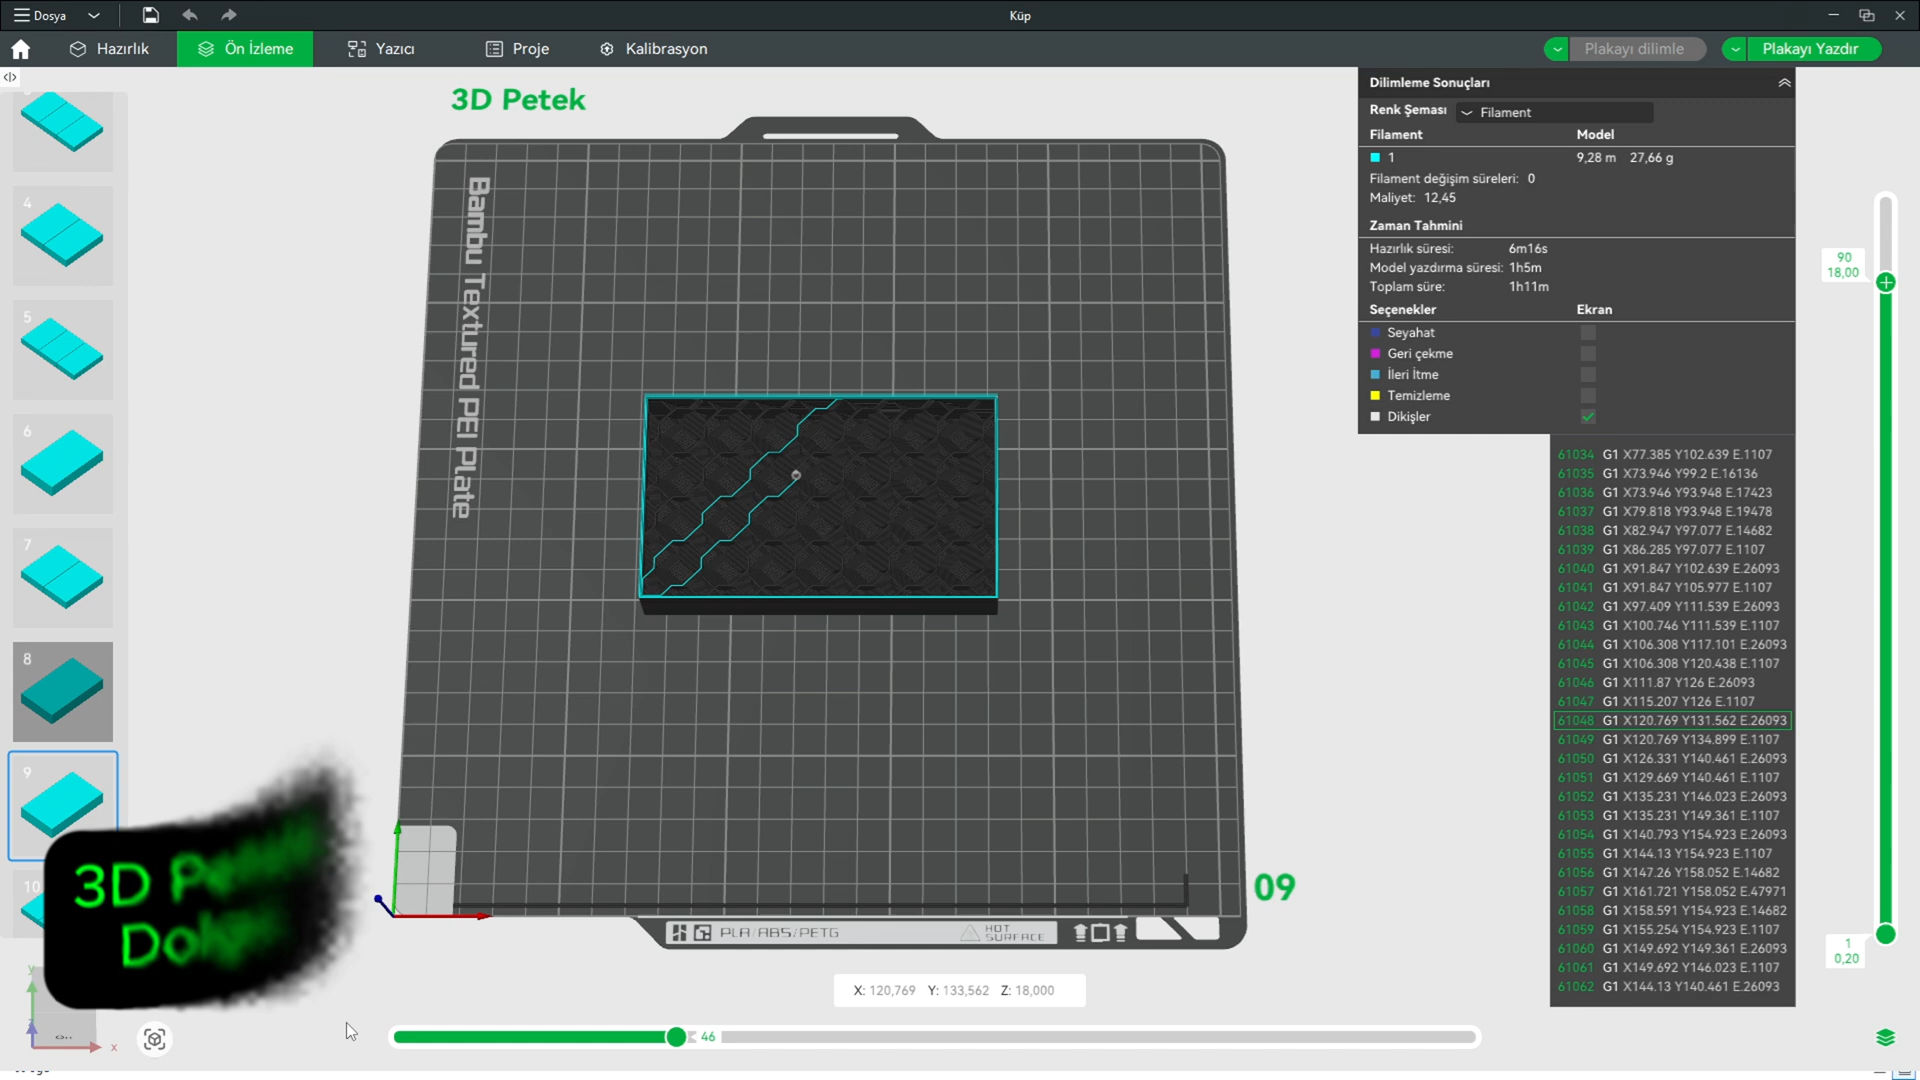 Dosya
Küp
Hazırlık
Ön İzleme
Yazıcı
Proje
Kalibrasyon
Plakayı dilimle
Plakayı Yazdır
3D Petek
Bambu Textured PEI Plate
4
5
6
7
8
9
10
3D
Dilimleme Sonuçları
Renk Şeması Filament
Filament Model
1 9,28 m 27,66 g
Filament değişim süreleri: 0
Maliyet: 12,45
Zaman Tahmini
Hazırlık süresi: 6m16s
Model yazdırma süresi: 1h5m
Toplam süre: 1h11m
Seçenekler Ekran
Seyahat
Geri çekme
İleri İtme
Temizleme
Dikişler
90
18,00
61034 G1 X77.385 Y102.639 E.1107
61035 G1 X73.946 Y99.2 E.16136
61036 G1 X73.946 Y93.948 E.17423
61037 G1 X79.818 Y93.948 E.19478
61038 G1 X82.947 Y97.077 E.14682
61039 G1 X86.285 Y97.077 E.1107
61040 G1 X91.847 Y102.639 E.26093
61041 G1 X91.847 Y105.977 E.1107
61042 G1 X97.409 Y111.539 E.26093
61043 G1 X100.746 Y111.539 E.1107
61044 G1 X106.308 Y117.101 E.26093
61045 G1 X106.308 Y120.438 E.1107
61046 G1 X111.87 Y126 E.26093
61047 G1 X115.207 Y126 E.1107
61048 G1 X120.769 Y131.562 E.26093
61049 G1 X120.769 Y134.899 E.1107
61050 G1 X126.331 Y140.461 E.26093
61051 G1 X129.669 Y140.461 E.1107
61052 G1 X135.231 Y146.023 E.26093
61053 G1 X135.231 Y149.361 E.1107
61054 G1 X140.793 Y154.923 E.26093
61055 G1 X144.13 Y154.923 E.1107
61056 G1 X147.26 Y158.052 E.14682
61057 G1 X161.721 Y158.052 E.47971
61058 G1 X158.591 Y154.923 E.14682
61059 G1 X155.254 Y154.923 E.1107
61060 G1 X149.692 Y149.361 E.26093
61061 G1 X149.692 Y146.023 E.1107
61062 G1 X144.13 Y140.461 E.26093
1
0,20
09
PLA/ABS/PETG
HOT
SURFACE
X: 120,769 Y: 133,562 Z: 18,000
46
y
z
x